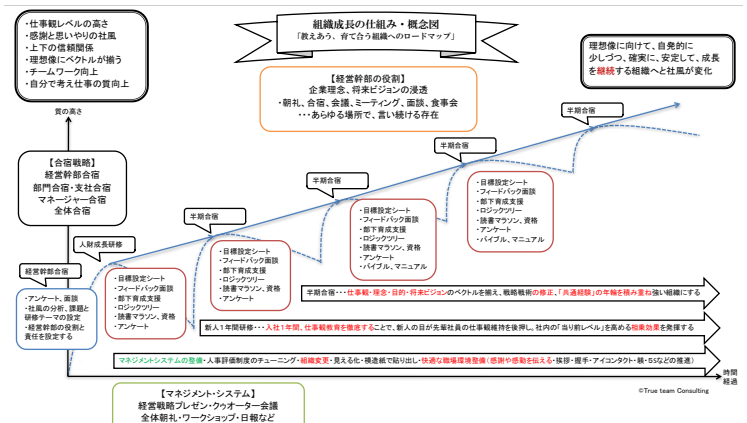 組織成長の仕組み・概念図
「教えあう、育て合う組織へのロードマップ」
・仕事観レベルの高さ
・感謝と思いやりの社風
・上下の信頼関係
・理想像にベクトルが揃う
・チームワーク向上
・自分で考え仕事の質向上
理想像に向けて、自発的に
少しづつ、確実に、安定して、成長
を継続する組織へと社風が変化
【経営幹部の役割】
企業理念、将来ビジョンの浸透
・朝礼、合宿、会議、ミーティング、面談、食事会
・・・あらゆる場所で、言い続ける存在
質の高さ
【合宿戦略】
経営幹部合宿
部門合宿・支社合宿
マネージャー合宿
全体合宿
半期合宿
半期合宿
半期合宿
半期合宿
人財成長研修
経営幹部合宿
・アンケート、面談
・社風の分析、課題と
研修テーマの設定
・経営幹部の役割と
責任を設定する
・目標設定シート
・フィードバック面談
・部下育成支援
・ロジックツリー
・読書マラソン、資格
・アンケート
・目標設定シート
・フィードバック面談
・部下育成支援
・ロジックツリー
・読書マラソン、資格
・アンケート
・目標設定シート
・フィードバック面談
・部下育成支援
・ロジックツリー
・読書マラソン、資格
・アンケート
・バイブル、マニュアル
・目標設定シート
・フィードバック面談
・部下育成支援
・ロジックツリー
・読書マラソン、資格
・アンケート
・バイブル、マニュアル
半期合宿・・・仕事観・理念・目的・将来ビジョンのベクトルを揃え、戦略戦術の修正、「共通経験」の年輪を積み重ね強い組織にする
新人1年間研修・・・入社1年間、仕事観教育を徹底することで、新人の目が先輩社員の仕事観維持を後押し、社内の「当り前レベル」を高める相乗効果を発揮する
マネジメントシステムの整備・人事評価制度のチューニング・組織変更・見える化・模造紙で貼り出し・快適な職場環境整備（感謝や感動を伝える・挨拶・握手・アイコンタクト・躾・5Sなどの推進）
時間
経過
©True team Consulting
【マネジメント・システム】
経営戦略プレゼン・クゥオーター会議
全体朝礼・ワークショップ・日報など